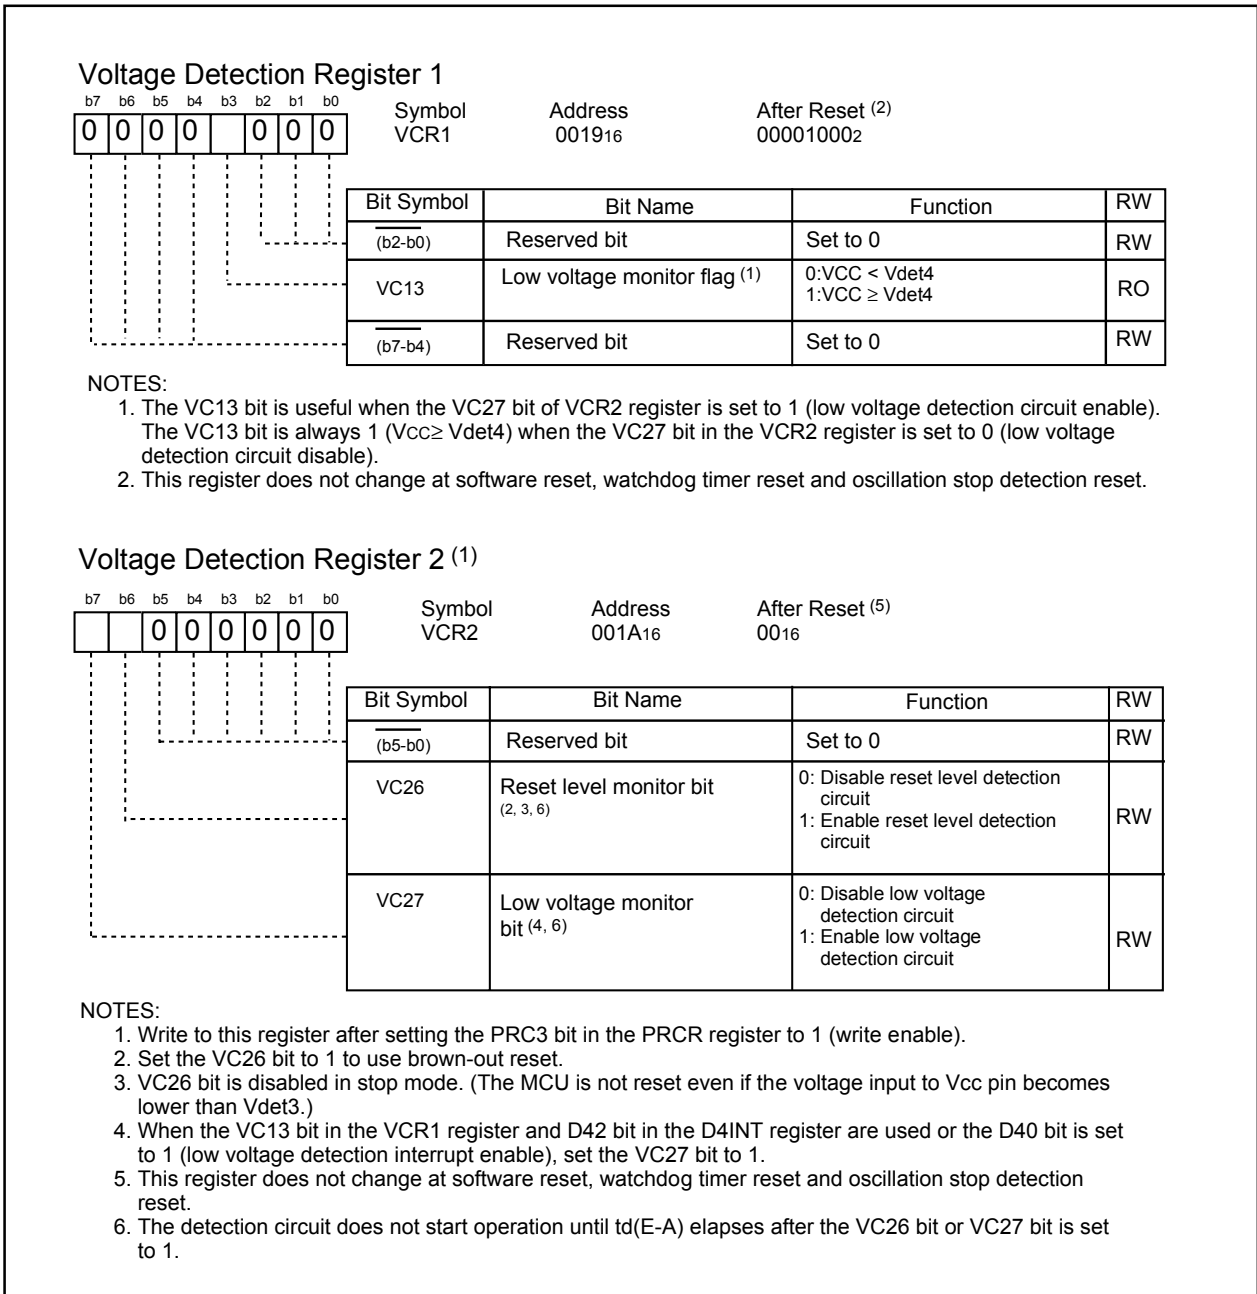 Voltage Detection Register 1
b7 b6 b5 b4 b3 b2 b1 b0
0 0 0 0 0 0 0
Symbol Address After Reset (2)
VCR1 001916 000010002
Bit Symbol Bit Name Function RW
(b2-b0) Reserved bit Set to 0 RW
VC13 Low voltage monitor flag (1) 0:VCC < Vdet4
1:VCC ≥ Vdet4 RO
(b7-b4) Reserved bit Set to 0 RW
NOTES:
1. The VC13 bit is useful when the VC27 bit of VCR2 register is set to 1 (low voltage detection circuit enable).
The VC13 bit is always 1 (VCC≥ Vdet4) when the VC27 bit in the VCR2 register is set to 0 (low voltage
detection circuit disable).
2. This register does not change at software reset, watchdog timer reset and oscillation stop detection reset.
Voltage Detection Register 2 (1)
b7 b6 b5 b4 b3 b2 b1 b0
0 0 0 0 0 0
Symbol Address After Reset (5)
VCR2 001A16 0016
Bit Symbol Bit Name Function RW
(b5-b0) Reserved bit Set to 0 RW
VC26 Reset level monitor bit
(2, 3, 6)
0: Disable reset level detection
circuit
1: Enable reset level detection
circuit
RW
VC27 Low voltage monitor
bit (4, 6)
0: Disable low voltage
detection circuit
1: Enable low voltage
detection circuit
RW
NOTES:
1. Write to this register after setting the PRC3 bit in the PRCR register to 1 (write enable).
2. Set the VC26 bit to 1 to use brown-out reset.
3. VC26 bit is disabled in stop mode. (The MCU is not reset even if the voltage input to Vcc pin becomes
lower than Vdet3.)
4. When the VC13 bit in the VCR1 register and D42 bit in the D4INT register are used or the D40 bit is set
to 1 (low voltage detection interrupt enable), set the VC27 bit to 1.
5. This register does not change at software reset, watchdog timer reset and oscillation stop detection
reset.
6. The detection circuit does not start operation until td(E-A) elapses after the VC26 bit or VC27 bit is set
to 1.